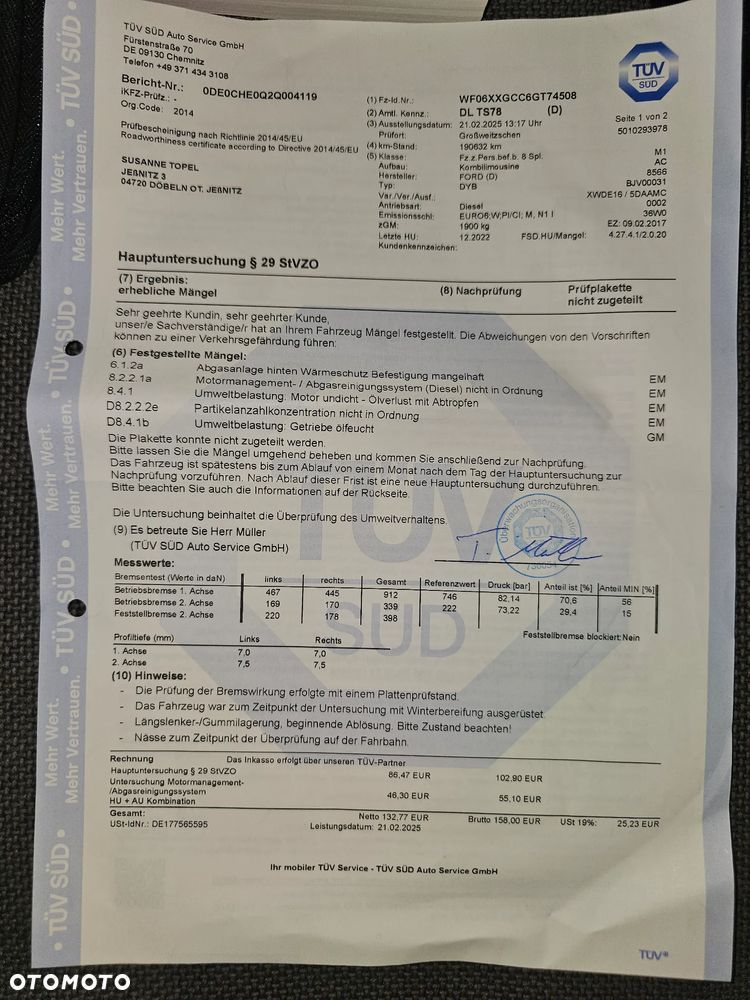 TÜV SÜD Auto Service GmbH
Fürstenstraße 70
DE 09130 Chemnitz
Telefon +49 371 434 3108
Bericht-Nr.: 0DE0CHE0Q2Q004119
iKFZ-Prüfz.: -
Org.Code: 2014
Prüfbescheinigung nach Richtlinie 2014/45/EU
Roadworthiness certificate according to Directive 2014/45/EU
SUSANNE TOPEL
JEßNITZ 3
04720 DÖBELN OT. JEßNITZ
TÜV
SÜD
Seite 1 von 2
5010293978
(1) Fz-Id.Nr.: WF06XXGCC6GT74508
(2) Amtl. Kennz.: DL TS78 (D)
(3) Ausstellungsdatum: 21.02.2025 13:17 Uhr
Prüfort: Großweitzschen
(4) km-Stand: 190632 km
(5) Klasse: Fz.z.Pers.bef.b. 8 Spl. M1
Aufbau: Kombilimousine AC
Hersteller: FORD (D) 8566
Typ: DYB BJV00031
Var./Ver./Ausf.: XWDE16 / 5DAAMC
Antriebsart: Diesel 0002
Emissionsschl: EURO6;W;PI/CI; M, N1 I 36W0
zGM: 1900 kg EZ: 09.02.2017
Letzte HU: 12.2022 FSD.HU/Mangel: 4.27.4.1/2.0.20
Kundenkennzeichen:
Hauptuntersuchung § 29 StVZO
(7) Ergebnis: (8) Nachprüfung Prüfplakette
erhebliche Mängel nicht zugeteilt
Sehr geehrte Kundin, sehr geehrter Kunde,
unser/e Sachverständige/r hat an Ihrem Fahrzeug Mängel festgestellt. Die Abweichungen von den Vorschriften
können zu einer Verkehrsgefährdung führen:
(6) Festgestellte Mängel:
6.1.2a Abgasanlage hinten Wärmeschutz Befestigung mangelhaft EM
8.2.2.1a Motormanagement- / Abgasreinigungssystem (Diesel) nicht in Ordnung EM
8.4.1 Umweltbelastung: Motor undicht - Ölverlust mit Abtropfen EM
D8.2.2.2e Partikelanzahlkonzentration nicht in Ordnung EM
D8.4.1b Umweltbelastung: Getriebe ölfeucht GM
Die Plakette konnte nicht zugeteilt werden.
Bitte lassen Sie die Mängel umgehend beheben und kommen Sie anschließend zur Nachprüfung.
Das Fahrzeug ist spätestens bis zum Ablauf von einem Monat nach dem Tag der Hauptuntersuchung zur
Nachprüfung vorzuführen. Nach Ablauf dieser Frist ist eine neue Hauptuntersuchung durchzuführen.
Bitte beachten Sie auch die Informationen auf der Rückseite.
Die Untersuchung beinhaltet die Überprüfung des Umweltverhaltens.
(9) Es betreute Sie Herr Müller
(TÜV SÜD Auto Service GmbH)
Überwachungsorganisation
TÜV
Messwerte:
Bremsentest (Werte in daN) links rechts Gesamt Referenzwert Druck [bar] Anteil ist [%] Anteil MIN [%]
Betriebsbremse 1. Achse 467 445 912 746 82,14 70,6 56
Betriebsbremse 2. Achse 169 170 339 222 73,22 29,4 15
Feststellbremse 2. Achse 220 178 398
Feststellbremse blockiert: Nein
Profiltiefe (mm) Links Rechts
1. Achse 7,0 7,0
2. Achse 7,5 7,5
(10) Hinweise:
- Die Prüfung der Bremswirkung erfolgte mit einem Plattenprüfstand.
- Das Fahrzeug war zum Zeitpunkt der Untersuchung mit Winterbereifung ausgerüstet.
- Längslenker-/Gummilagerung, beginnende Ablösung. Bitte Zustand beachten!
- Nässe zum Zeitpunkt der Überprüfung auf der Fahrbahn.
Rechnung Das Inkasso erfolgt über unseren TÜV-Partner
Hauptuntersuchung § 29 StVZO 86,47 EUR 102,90 EUR
Untersuchung Motormanagement-
/Abgasreinigungssystem 46,30 EUR 55,10 EUR
HU + AU Kombination
Gesamt: Netto 132,77 EUR Brutto 158,00 EUR USt 19%: 25,23 EUR
USt-IdNr.: DE177565595 Leistungsdatum: 21.02.2025
Ihr mobiler TÜV Service - TÜV SÜD Auto Service GmbH
TÜV®
TÜV SÜD
Mehr Wert.
Mehr Vertrauen.
TÜV SÜD
Mehr Wert.
Mehr Vertrauen.
TÜV SÜD
Mehr Wert.
Mehr Vertrauen.
TÜV SÜD
TÜV
SÜD
OTOMOTO